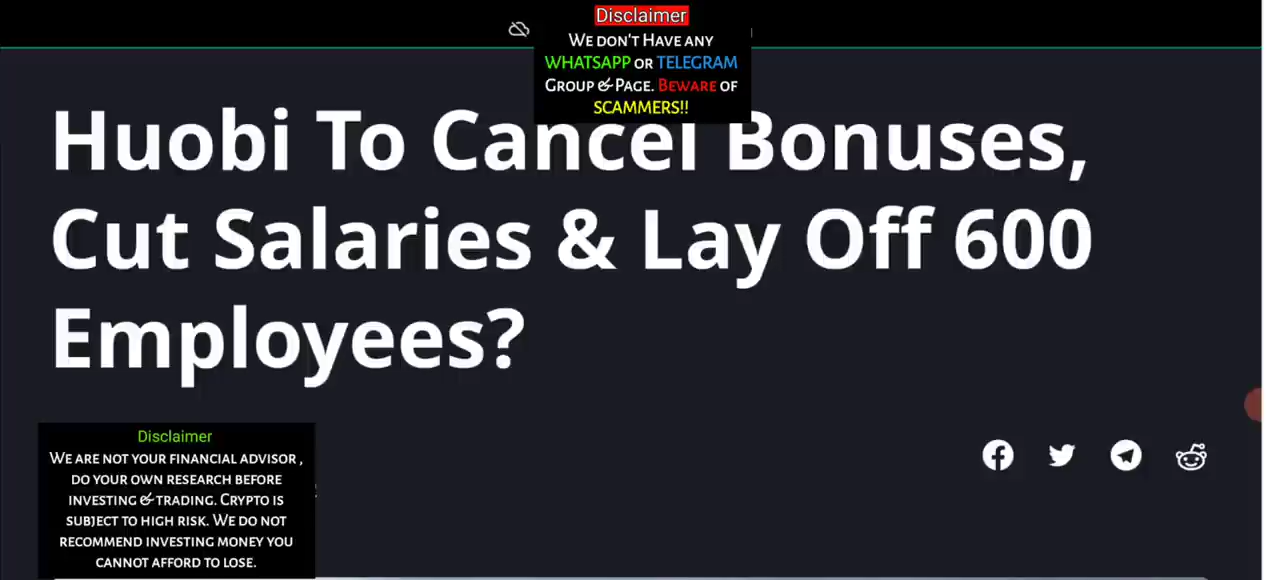 Disclaimer
We don't Have any
WHATSAPP or TELEGRAM
Group & Page. Beware of
SCAMMERS!!
Huobi To Cancel Bonuses,
Cut Salaries & Lay Off 600
Employees?
Disclaimer
We are not your financial advisor ,
do your own research before
investing & trading. Crypto is
subject to high risk. We do not
recommend investing money you
cannot afford to lose.